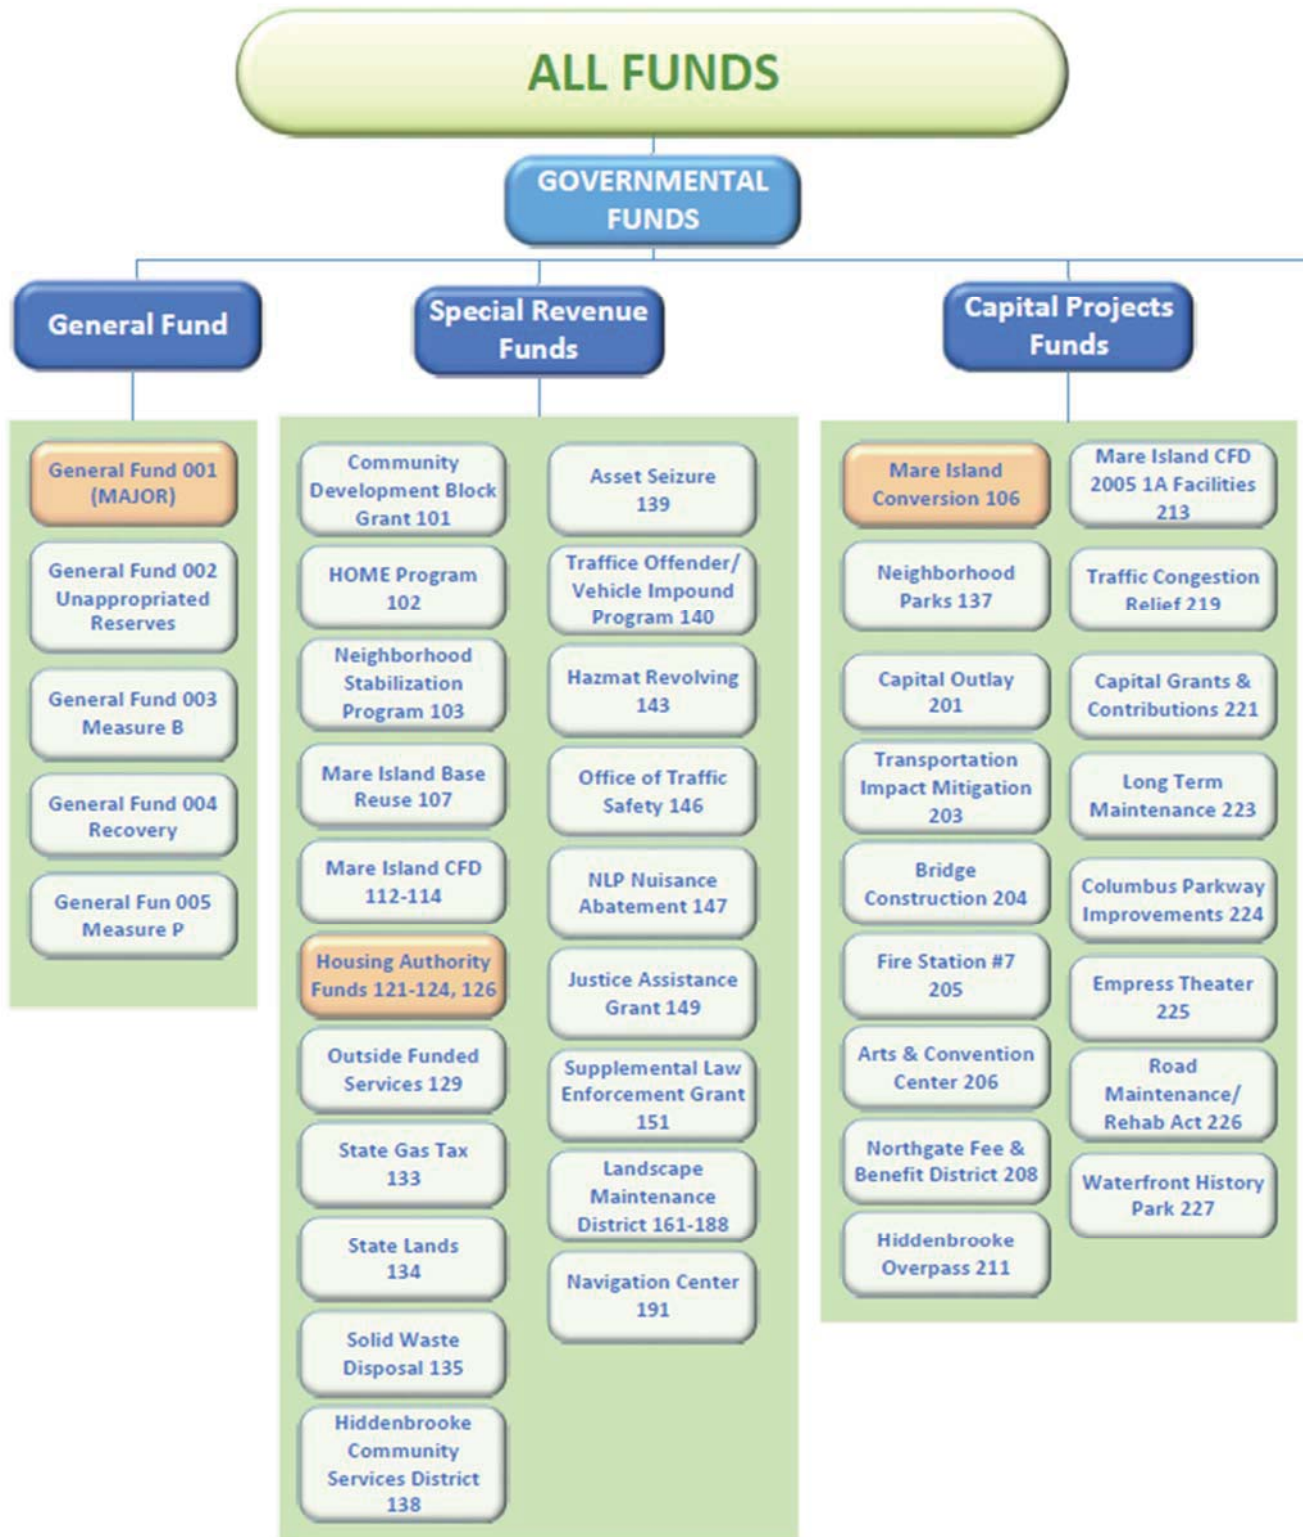 ALL FUNDS
GOVERNMENTAL
FUNDS
General Fund
General Fund 001
(MAJOR)
General Fund 002
Unappropriated
Reserves
General Fund 003
Measure B
General Fund 004
Recovery
General Fun 005
Measure P
Special Revenue
Funds
Community
Development Block
Grant 101
HOME Program
102
Neighborhood
Stabilization
Program 103
Mare Island Base
Reuse 107
Mare Island CFD
112-114
Housing Authority
Funds 121-124, 126
Outside Funded
Services 129
State Gas Tax
133
State Lands
134
Solid Waste
Disposal 135
Hiddenbrooke
Community
Services District
138
Asset Seizure
139
Traffice Offender/
Vehicle Impound
Program 140
Hazmat Revolving
143
Office of Traffic
Safety 146
NLP Nuisance
Abatement 147
Justice Assistance
Grant 149
Supplemental Law
Enforcement Grant
151
Landscape
Maintenance
District 161-188
Navigation Center
191
Capital Projects
Funds
Mare Island
Conversion 106
Neighborhood
Parks 137
Capital Outlay
201
Transportation
Impact Mitigation
203
Bridge
Construction 204
Fire Station #7
205
Arts & Convention
Center 206
Northgate Fee &
Benefit District 208
Hiddenbrooke
Overpass 211
Mare Island CFD
2005 1A Facilities
213
Traffic Congestion
Relief 219
Capital Grants &
Contributions 221
Long Term
Maintenance 223
Columbus Parkway
Improvements 224
Empress Theater
225
Road
Maintenance/
Rehab Act 226
Waterfront History
Park 227